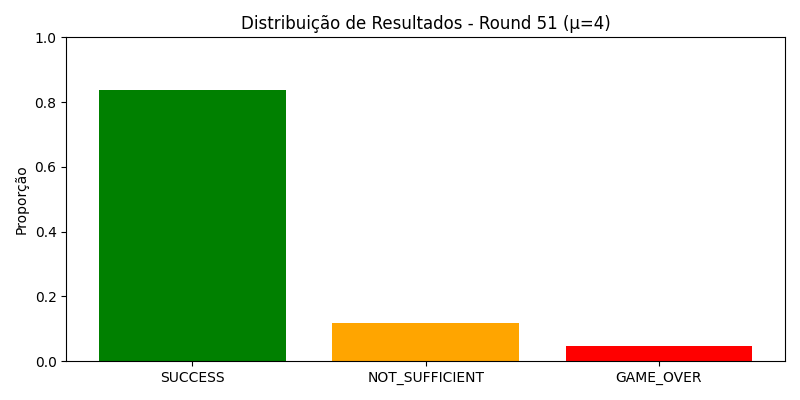 Distribuição de Resultados - Round 51 (μ=4)
Proporção
1.0
0.8
0.6
0.4
0.2
0.0
SUCCESS
NOT_SUFFICIENT
GAME_OVER